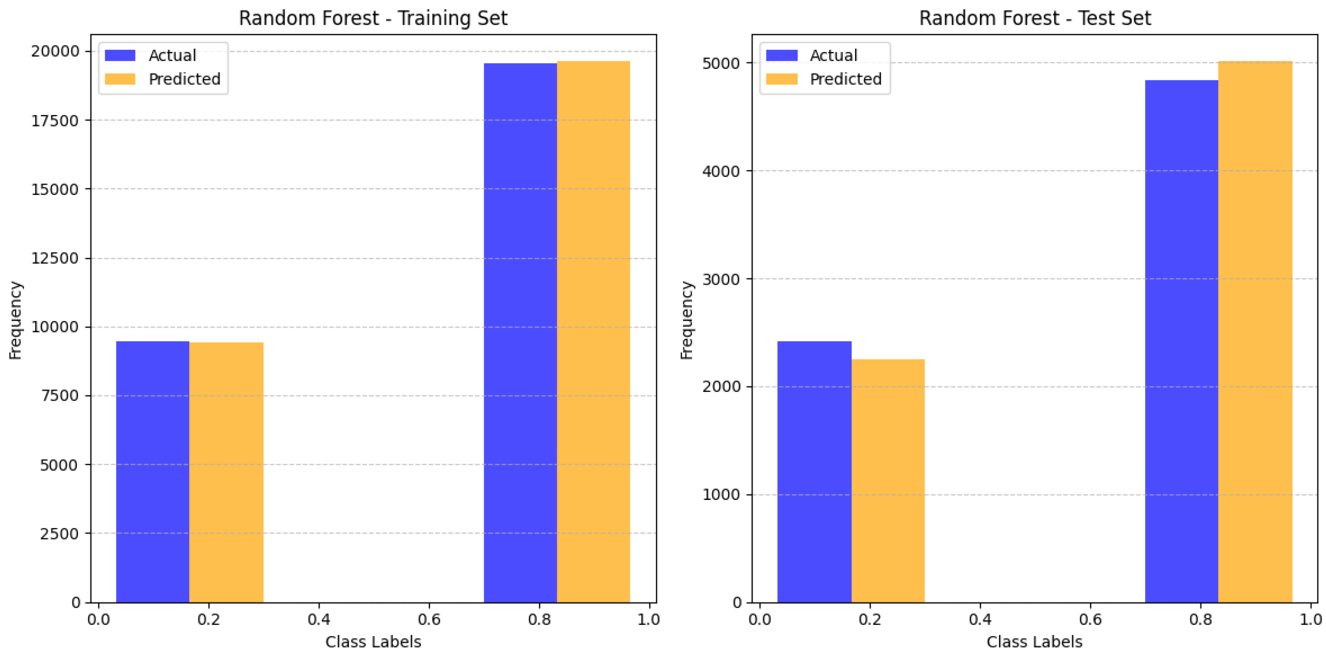 Random Forest - Training Set
Actual
Predicted
20000
17500
15000
12500
10000
7500
5000
2500
0
Frequency
0.0 0.2 0.4 0.6 0.8 1.0
Class Labels
Random Forest - Test Set
Actual
Predicted
5000
4000
3000
2000
1000
0
Frequency
0.0 0.2 0.4 0.6 0.8 1.0
Class Labels